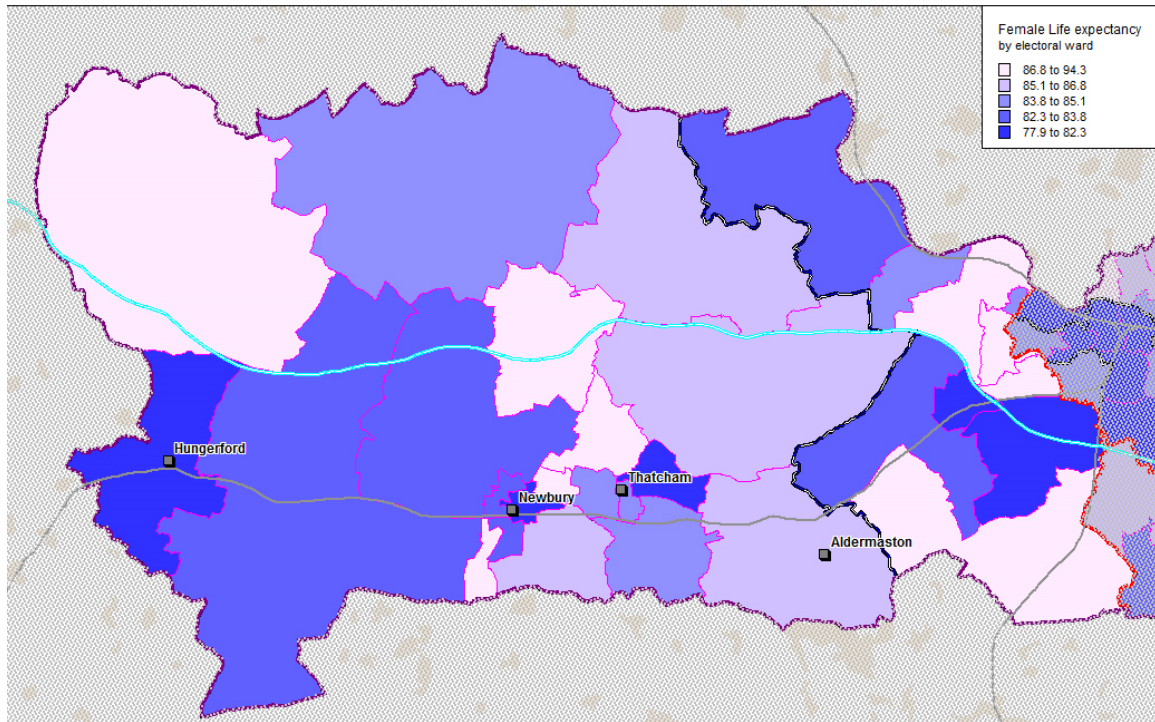 Female Life expectancy
by electoral ward
86.8 to 94.3
85.1 to 86.8
83.8 to 85.1
82.3 to 83.8
77.9 to 82.3
Hungerford
Thatcham
Newbury
Aldermaston